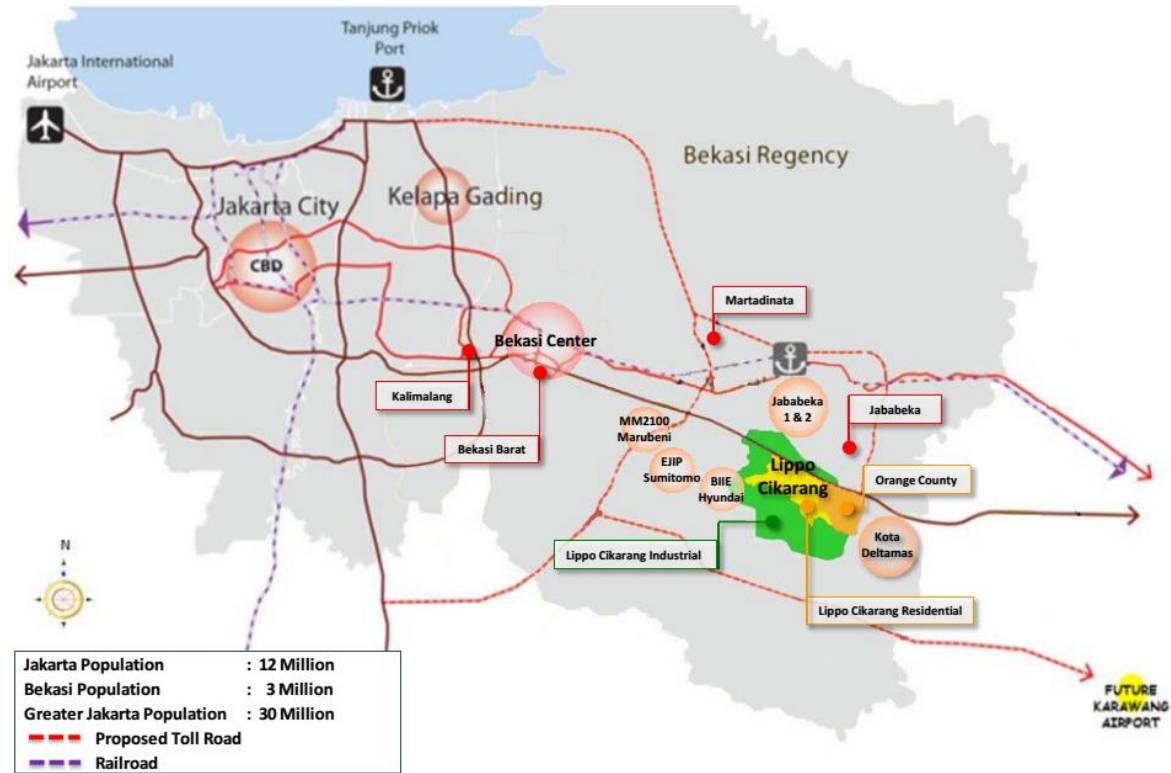 Tanjung Priok
Port
Jakarta International
Airport
Bekasi Regency
Kelapa Gading
Jakarta City
CBD
Martadinata
Bekasi Center
Kalimalang
Jababeka
1 & 2
Jababeka
MM2100
Marubeni
Bekasi Barat
EJIP
Sumitomo
BIIE
Hyundai
Lippo
Cikarang
Orange County
Kota
Deltamas
Lippo Cikarang Industrial
Lippo Cikarang Residential
N
Jakarta Population : 12 Million
Bekasi Population : 3 Million
Greater Jakarta Population : 30 Million
Proposed Toll Road
Railroad
FUTURE
KARAWANG
AIRPORT